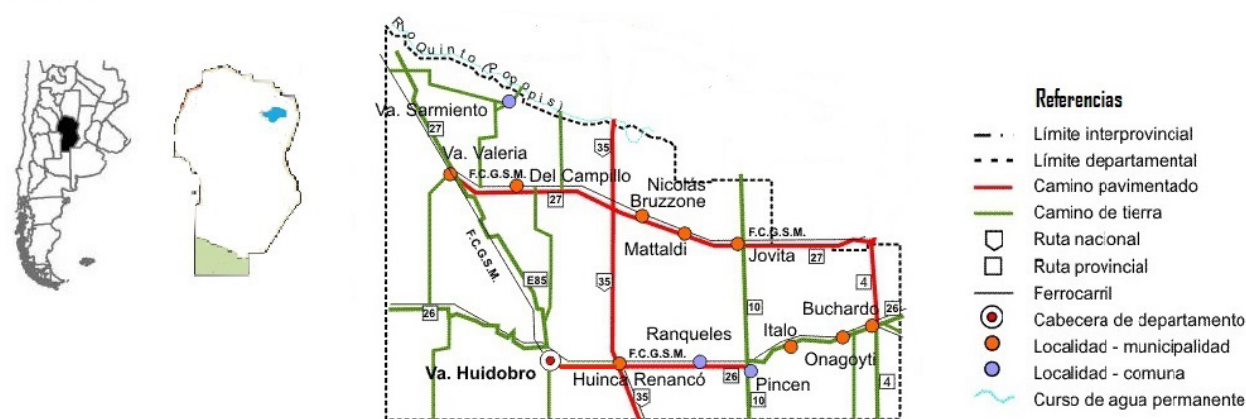 Río Quinto (Popopis)
Va. Sarmiento
27
Va. Valeria
F.C.G.S.M.
Del Campillo
27
35
Nicolás
Bruzzone
Mattaldi
F.C.G.S.M.
Jovita
27
F.C.G.S.M.
E85
35
4
26
10
Buchardo
26
Italo
Onagoyti
Ranqueles
F.C.G.S.M.
Va. Huidobro
Huinca Renancó
26
Pincen
35
10
4
Referencias
Límite interprovincial
Límite departamental
Camino pavimentado
Camino de tierra
Ruta nacional
Ruta provincial
Ferrocarril
Cabecera de departamento
Localidad - municipalidad
Localidad - comuna
Curso de agua permanente